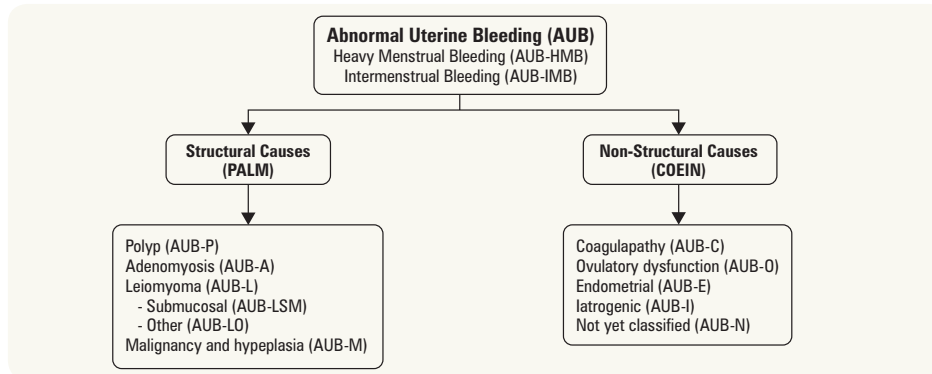 Abnormal Uterine Bleeding (AUB)
Heavy Menstrual Bleeding (AUB-HMB)
Intermenstrual Bleeding (AUB-IMB)
Structural Causes
(PALM)
Non-Structural Causes
(COEIN)
Polyp (AUB-P)
Adenomyosis (AUB-A)
Leiomyoma (AUB-L)
- Submucosal (AUB-LSM)
- Other (AUB-LO)
Malignancy and hypeplasia (AUB-M)
Coagulapathy (AUB-C)
Ovulatory dysfunction (AUB-O)
Endometrial (AUB-E)
Iatrogenic (AUB-I)
Not yet classified (AUB-N)